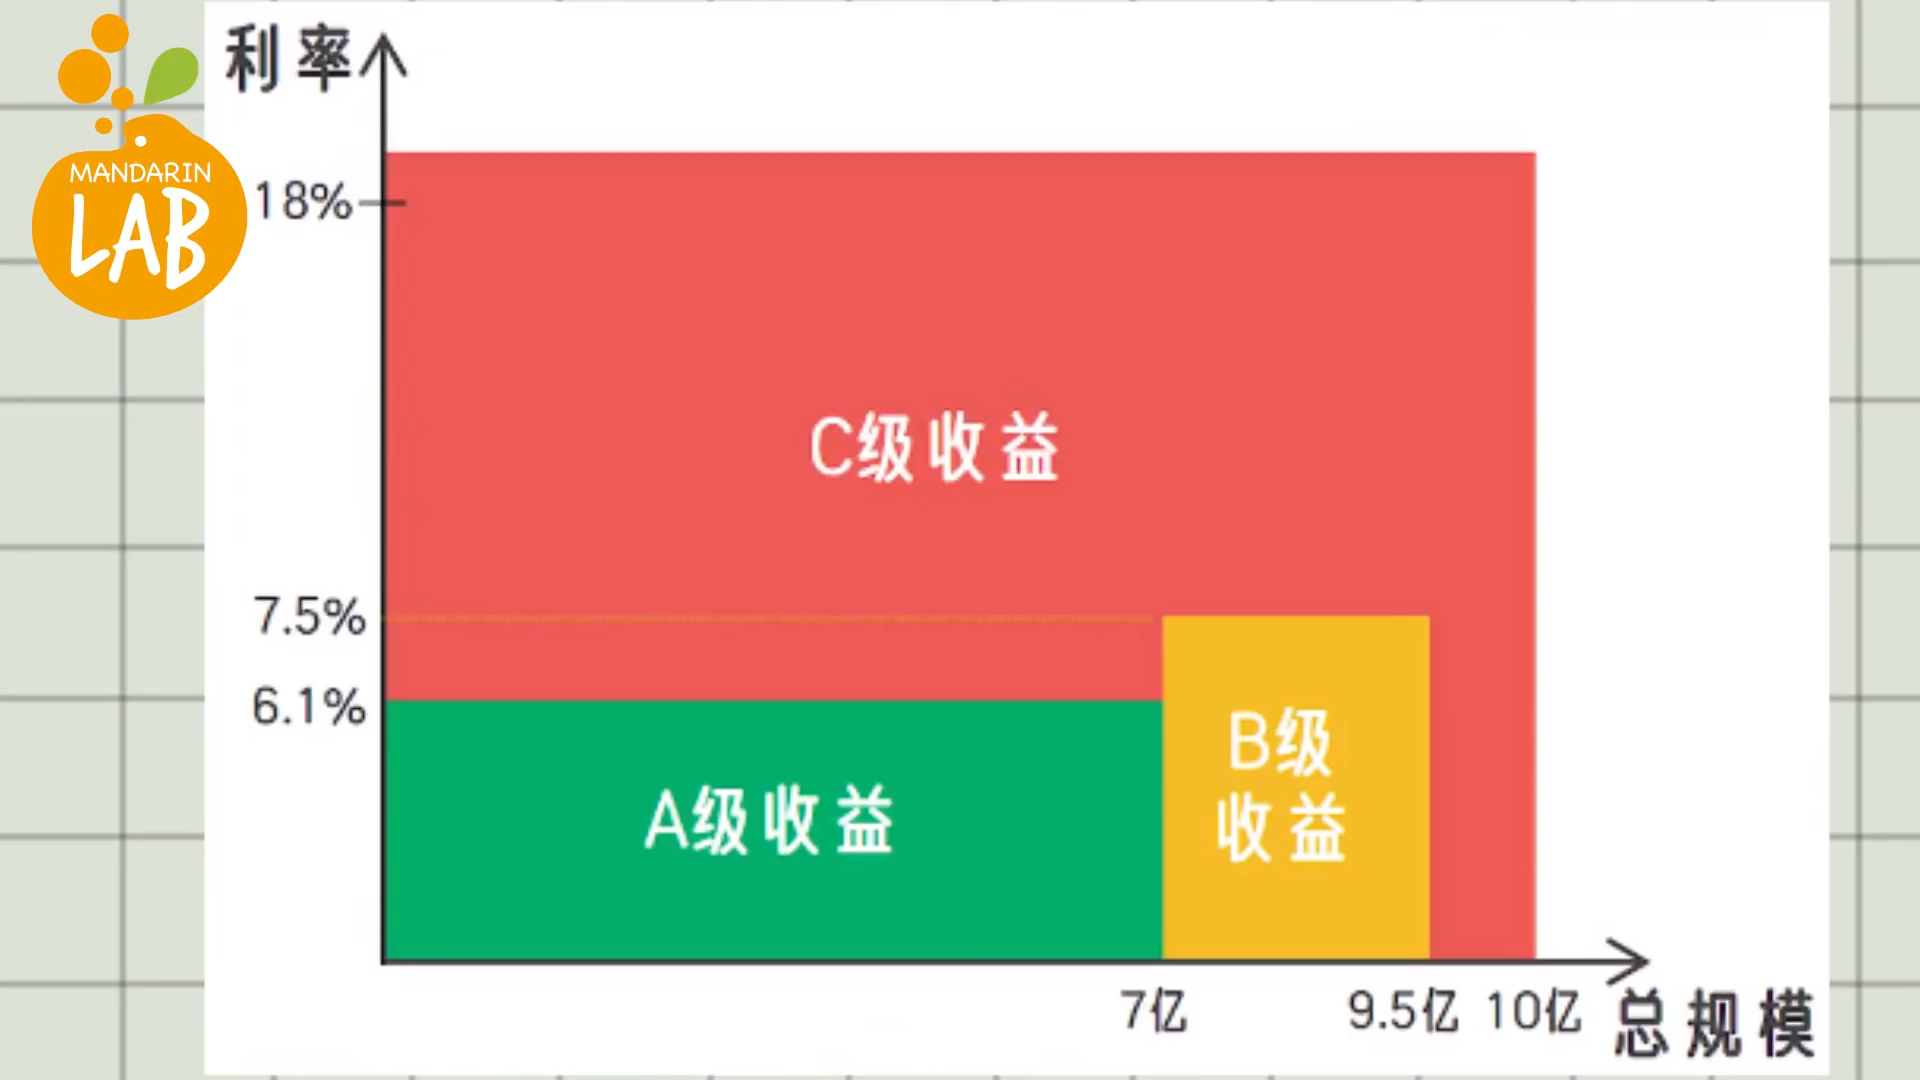 MANDARIN
LAB
利率
18%
C级收益
7.5%
6.1%
A级收益
B级
收益
7亿
9.5亿
10亿
总规模